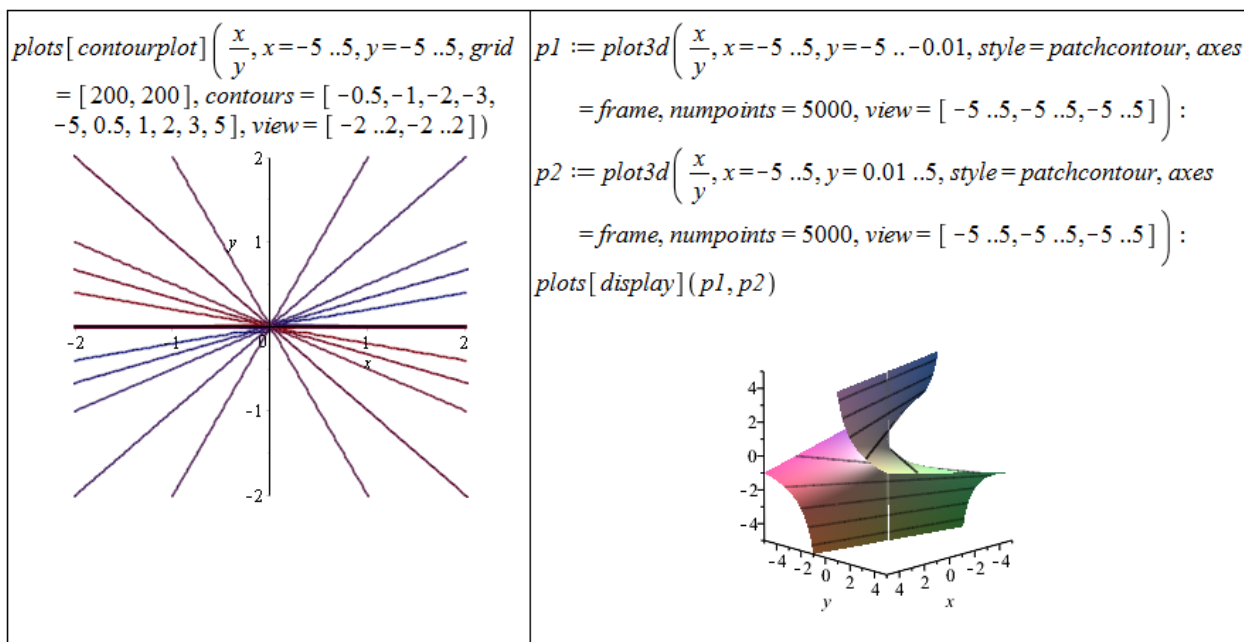 plots[contourplot](x/y, x=-5 ..5, y=-5 ..5, grid
= [200, 200], contours = [ -0.5,-1,-2,-3,
-5, 0.5, 1, 2, 3, 5], view= [ -2 ..2,-2 ..2])
2
1
y
-2 -1 0 1 2
x
-1
-2
p1 := plot3d(x/y, x=-5 ..5, y=-5 ..-0.01, style=patchcontour, axes
=frame, numpoints = 5000, view= [ -5 ..5,-5 ..5,-5 ..5]):
p2 := plot3d(x/y, x=-5 ..5, y= 0.01 ..5, style=patchcontour, axes
=frame, numpoints = 5000, view= [ -5 ..5,-5 ..5,-5 ..5]):
plots[display](p1, p2)
4
2
0
-2
-4
-4 -2 0 2 4 4 2 0 -2 -4
y x